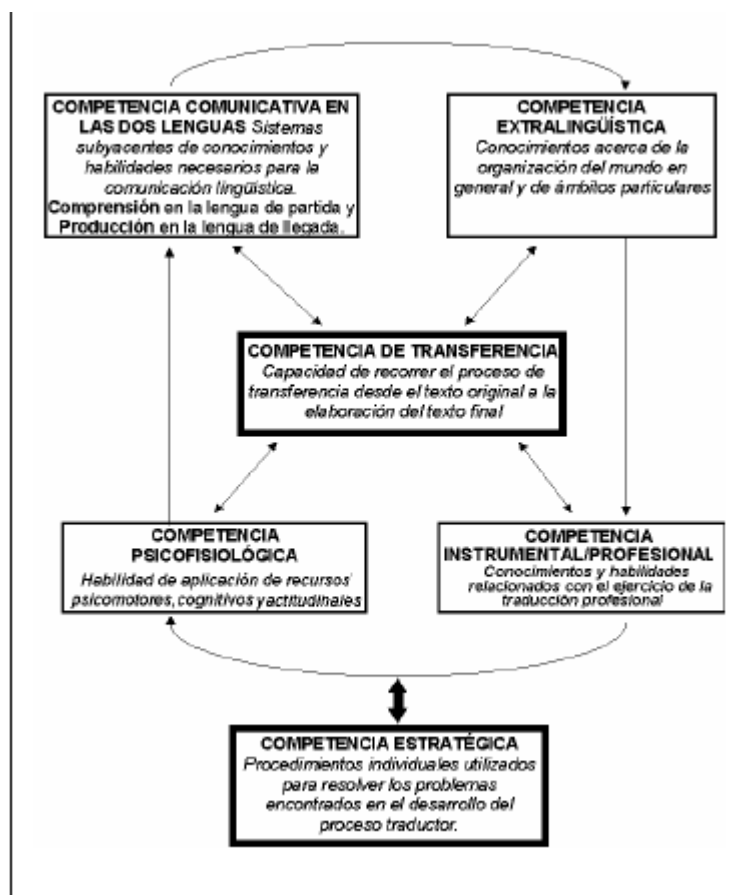 COMPETENCIA COMUNICATIVA EN
LAS DOS LENGUAS Sistemas
subyacentes de conocimientos y
habilidades necesarios para la
comunicación lingüística.
Comprensión en la lengua de partida y
Producción en la lengua de llegada.
COMPETENCIA
EXTRALINGÜÍSTICA
Conocimientos acerca de la
organización del mundo en
general y de ámbitos particulares
COMPETENCIA DE TRANSFERENCIA
Capacidad de recorrer el proceso de
transferencia desde el texto original a la
elaboración del texto final
COMPETENCIA
PSICOFISIOLÓGICA
Habilidad de aplicación de recursos
psicomotores, cognitivos y actitudinales
COMPETENCIA
INSTRUMENTAL/PROFESIONAL
Conocimientos y habilidades
relacionados con el ejercicio de la
traducción profesional
COMPETENCIA ESTRATÉGICA
Procedimientos individuales utilizados
para resolver los problemas
encontrados en el desarrollo del
proceso traductor.